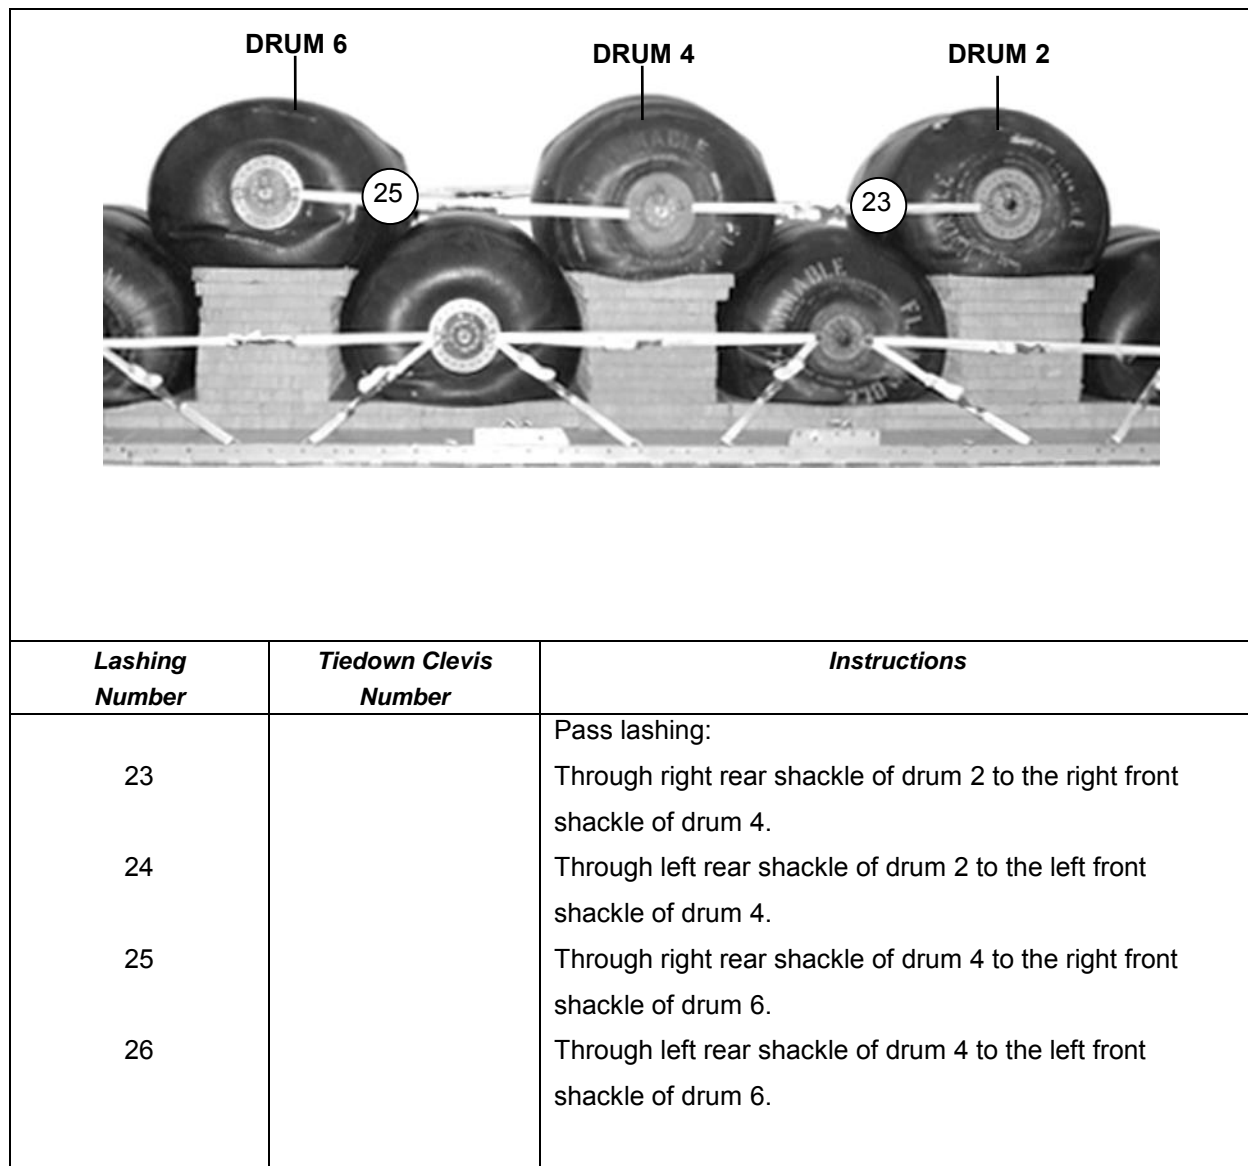 DRUM 6
DRUM 4
DRUM 2
25
23
FLAMMABLE
Lashing Number
Tiedown Clevis Number
Instructions
Pass lashing:
23
Through right rear shackle of drum 2 to the right front
shackle of drum 4.
24
Through left rear shackle of drum 2 to the left front
shackle of drum 4.
25
Through right rear shackle of drum 4 to the right front
shackle of drum 6.
26
Through left rear shackle of drum 4 to the left front
shackle of drum 6.